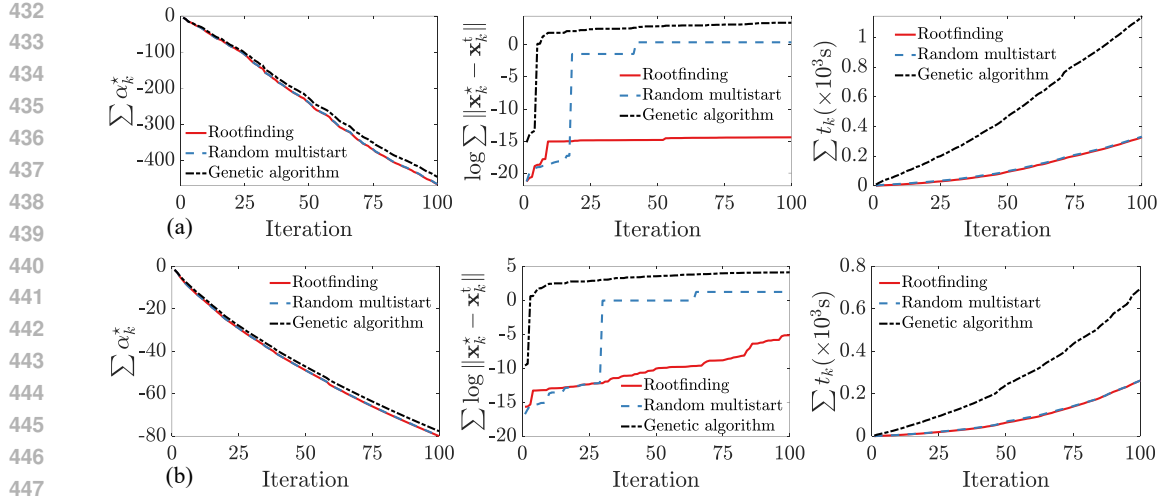 432
433
434
435
436
437
438
439
440
441
442
443
444
445
446
447
0
-100
-200
-300
-400
∑ α⋆k
Rootfinding
Random multistart
Genetic algorithm
0 25 50 75 100
Iteration
(a)
0
-5
-10
-15
-20
log ∑ ||x⋆k − xtk||
Rootfinding
Random multistart
Genetic algorithm
0 25 50 75 100
Iteration
1
0.8
0.6
0.4
0.2
0
∑ tk(×10³s)
Rootfinding
Random multistart
Genetic algorithm
0 25 50 75 100
Iteration
0
-20
-40
-60
-80
∑ α⋆k
Rootfinding
Random multistart
Genetic algorithm
0 25 50 75 100
Iteration
(b)
5
0
-5
-10
-15
-20
∑ log ||x⋆k − xtk||
Rootfinding
Random multistart
Genetic algorithm
0 25 50 75 100
Iteration
0.8
0.6
0.4
0.2
0
∑ tk(×10³s)
Rootfinding
Random multistart
Genetic algorithm
0 25 50 75 100
Iteration